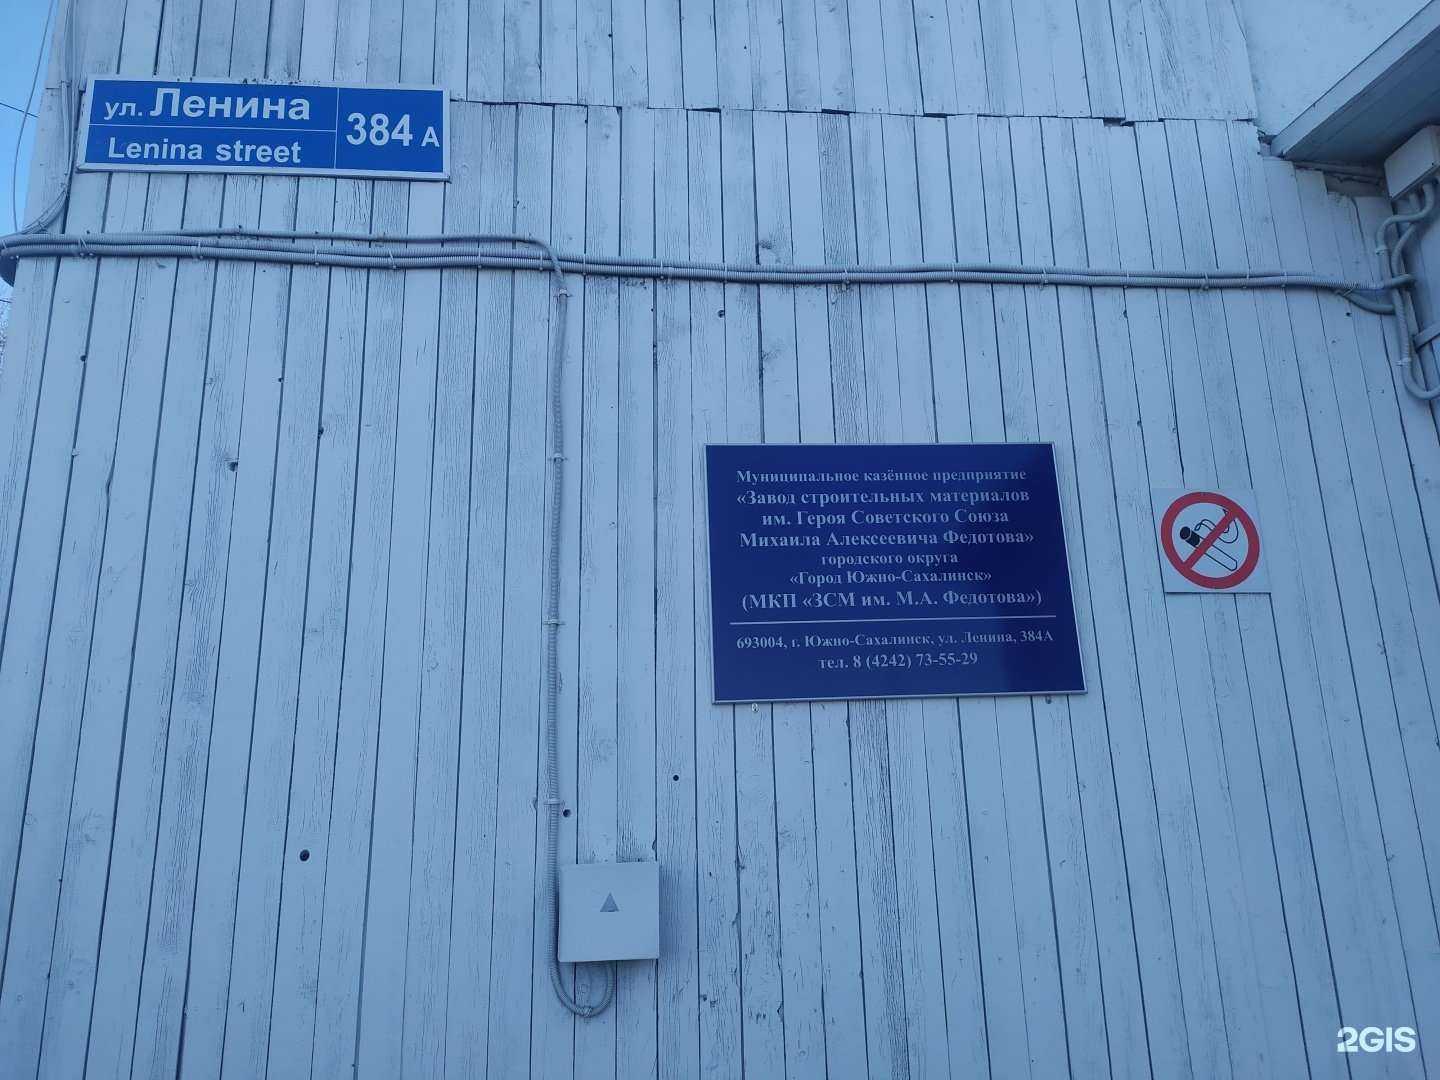 ул. Ленина
Lenina street
384 А
Муниципальное казённое предприятие
«Завод строительных материалов
им. Героя Советского Союза
Михаила Алексеевича Федотова»
городского округа
«Город Южно-Сахалинск»
(МКП «ЗСМ им. М.А. Федотова»)
693004, г. Южно-Сахалинск, ул. Ленина, 384А
тел. 8 (4242) 73-55-29
2GIS